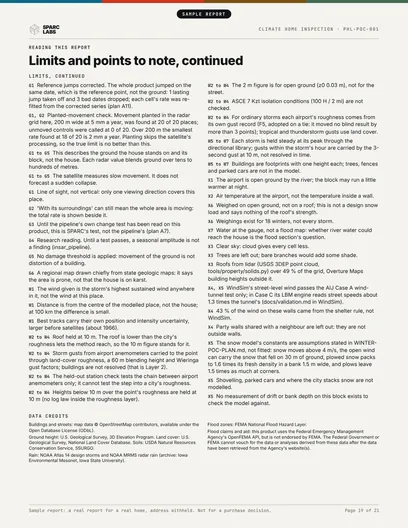 SAMPLE REPORT
SPARC
LABS
CLIMATE HOME INSPECTION · PHL-POC-001
READING THIS REPORT
Limits and points to note, continued
LIMITS, CONTINUED
G1 Reference jumps corrected. The whole product jumped on the
same date, which is the reference point, not the ground: 1 lasting
jump taken off and 3 bad dates dropped; each cell's rate was re-
fitted from the corrected series (plan A7).
G1, G2 Planted-movement check. Movement planted in the radar
grid here, 200 m wide at 5 mm a year, was found at 20 of 20 places;
unmoved controls were called at 0 of 20. Over 200 m the smallest
rate found at 18 of 20 is 2 mm a year. Planting skips the satellite's
processing, so the true limit is no better than this.
G1 to G5 This describes the ground this house stands on and its
block, not the house. Each radar value blends ground over tens to
hundreds of metres.
G1 to G5 The satellite measures slow movement. It does not
forecast a sudden collapse.
G1 Line of sight, not vertical: only one viewing direction covers this
place.
G2 'With its surroundings' can still mean the whole area is moving:
the total rate is shown beside it.
G3 Until the pipeline's own change test has been read on this
product, this is SPARC's test, not the pipeline's (plan A7).
G4 Research reading. Until a test passes, a seasonal amplitude is not
a finding (insar_pipeline).
G5 No damage threshold is applied: movement of the ground is not
distortion of a building.
G6 A regional map drawn chiefly from state geologic maps: it says
the area is prone, not that the house is on karst.
W1 The wind given is the storm's highest sustained wind anywhere
in it, not the wind at this place.
W1 Distance is from the centre of the modelled place, not the house;
at 100 km the difference is small.
W1 Best tracks carry their own position and intensity uncertainty,
larger before satellites (about 1966).
W2 to W4 Roof held at 10 m. The roof is lower than the city's
roughness lets the method reach, so the 10 m figure stands for it.
W2 to W4 Storm gusts from airport anemometers carried to the point
through land-cover roughness, a 60 m blending height and Wieringa
gust factors; buildings are not resolved (that is Layer 2).
W2 to W4 The held-out station check tests the chain between airport
anemometers only; it cannot test the step into a city's roughness.
W2 to W4 Heights below 10 m over the point's roughness are held at
10 m (no log law inside the roughness layer).
W2 to W4 The 2 m figure is for open ground (z0 0.03 m), not for the
street.
W2 to W4 ASCE 7 Kzt isolation conditions (100 H / 2 mi) are not
checked.
W2 to W4 For ordinary storms each airport's roughness comes from
its own gust record (F5, adopted on a tie; it moved no blind result by
more than 3 points); tropical and thunderstorm gusts use land cover.
W5 to W7 Each storm is held steady at its peak through the
directional library; gusts within the storm's hour are carried by the 3-
second gust at 10 m, not resolved in time.
W5 to W7 Buildings are footprints with one height each; trees, fences
and parked cars are not in the model.
X1 The airport is open ground by the river; the block may run a little
warmer at night.
X2 Air temperature at the airport, not the temperature inside a wall.
X4 Weighed on open ground, not on a roof; this is not a design snow
load and says nothing of the roof's strength.
X6 Weighings exist for 18 winters, not every storm.
X7 Water at the gauge, not a flood map: whether river water could
reach the house is the flood section's question.
X3 Clear sky: cloud gives every cell less.
X3 Trees are left out; bare branches would add some shade.
X3 Roofs from lidar (USGS 3DEP point cloud,
tools/property/solids.py) over 49 % of the grid, Overture Maps
building heights outside it.
X4, X5 WindSim's street-level wind passes the AIJ Case A wind-
tunnel test only; in Case C its LBM engine reads street speeds about
1.3 times the tunnel's (docs/validation.md in WindSim).
X4 43 % of the wind on these walls came from the shelter rule, not
WindSim.
X4 Party walls shared with a neighbour are left out: they are not
outside walls.
X5 The snow model's constants are assumptions stated in WINTER-
POC-PLAN.md, not fitted: snow moves above 4 m/s, the open wind
can carry the snow that fell on 30 m of ground, plowed snow packs
to 1.6 times its fresh density in a bank 1.5 m wide, and plows leave
1.5 times as much at corners.
X5 Shovelling, parked cars and where the city stacks snow are not
modelled.
X5 No measurement of drift or bank depth on this block exists to
check the model against.
DATA CREDITS
Buildings and streets: map data © OpenStreetMap contributors, available under the
Open Database License (ODbL).
Ground height: U.S. Geological Survey, 3D Elevation Program. Land cover: U.S.
Geological Survey, National Land Cover Database. Soils: USDA Natural Resources
Conservation Service, SSURGO.
Rain: NOAA Atlas 14 design storms and NOAA MRMS radar rain (archive: Iowa
Environmental Mesonet, Iowa State University).
Flood zones: FEMA National Flood Hazard Layer.
Flood claims and aid: this product uses the Federal Emergency Management
Agency's OpenFEMA API, but is not endorsed by FEMA. The Federal Government or
FEMA cannot vouch for the data or analyses derived from these data after the data
have been retrieved from the Agency's website(s).
Sample report: a real report for a real home, address withheld. Not for a purchase decision.
Page 19 of 21